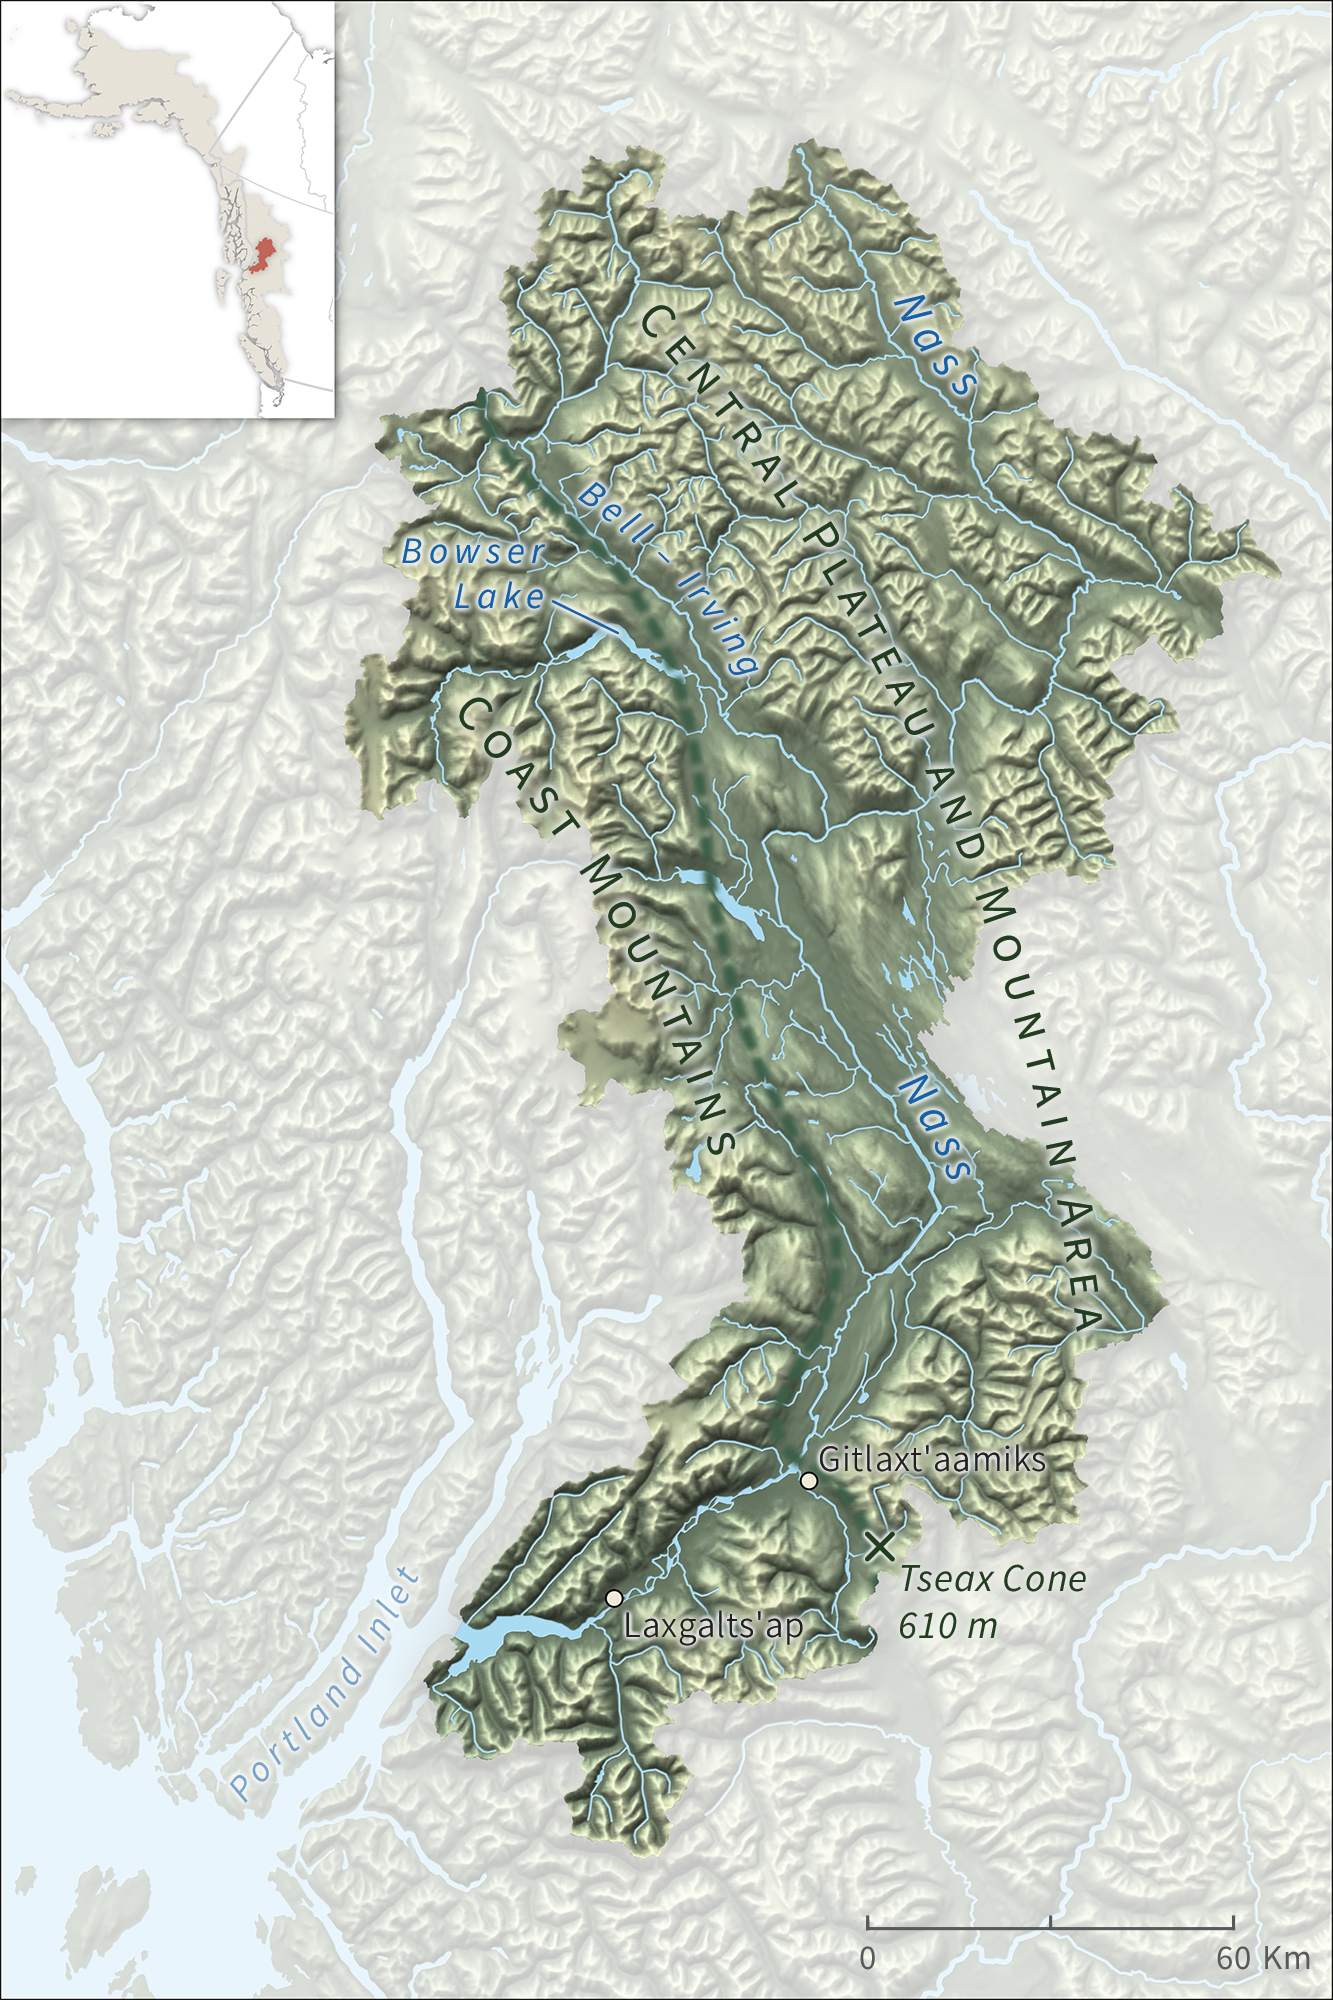 Nass
CENTRAL PLATEAU AND MOUNTAIN AREA
Bell - Irving
Bowser
Lake
COAST MOUNTAINS
Nass
Gitlaxt'aamiks
Tseax Cone
610 m
Laxgalts'ap
Portland Inlet
0 60 Km